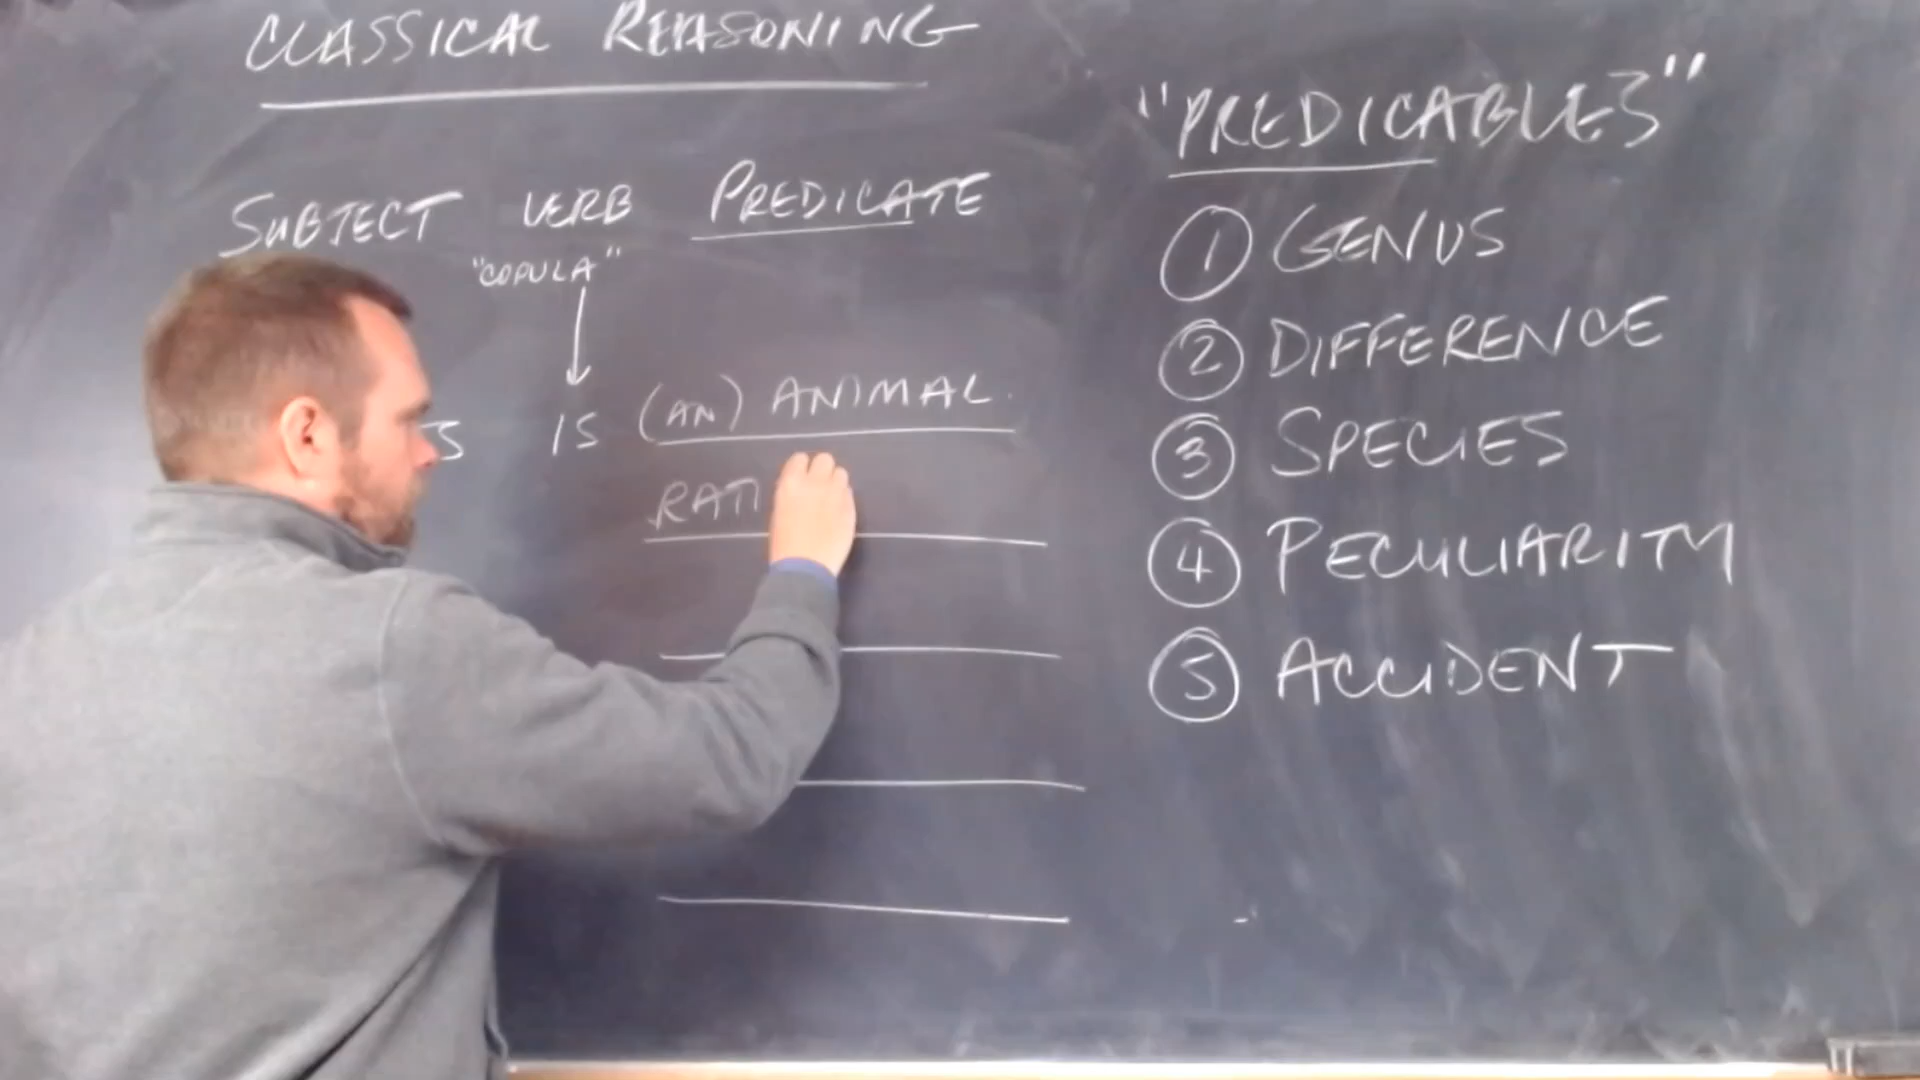 CLASSICAL REASONING
SUBJECT VERB PREDICATE
"COPULA"
S IS (AN) ANIMAL.
RATI
"PREDICABLES"
1 GENUS
2 DIFFERENCE
3 SPECIES
4 PECULIARITY
5 ACCIDENT